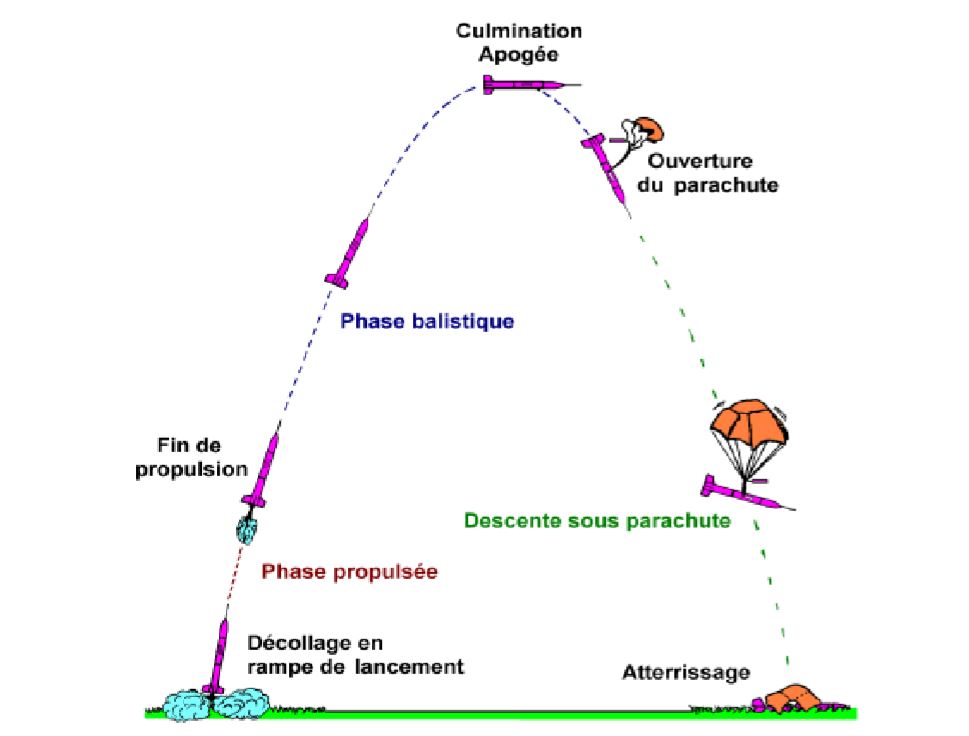 Culmination
Apogée
Ouverture
du parachute
Phase balistique
Fin de
propulsion
Descente sous parachute
Phase propulsée
Décollage en
rampe de lancement
Atterrissage